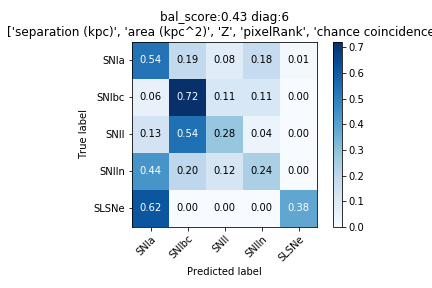 bal_score:0.43 diag:6
['separation (kpc)', 'area (kpc^2)', 'Z', 'pixelRank', 'chance coincidence
SNIa 0.54 0.19 0.08 0.18 0.01
SNIbc 0.06 0.72 0.11 0.11 0.00
SNII 0.13 0.54 0.28 0.04 0.00
SNIIn 0.44 0.20 0.12 0.24 0.00
SLSNe 0.62 0.00 0.00 0.00 0.38
True label
SNIa SNIbc SNII SNIIn SLSNe
Predicted label
0.7
0.6
0.5
0.4
0.3
0.2
0.1
0.0